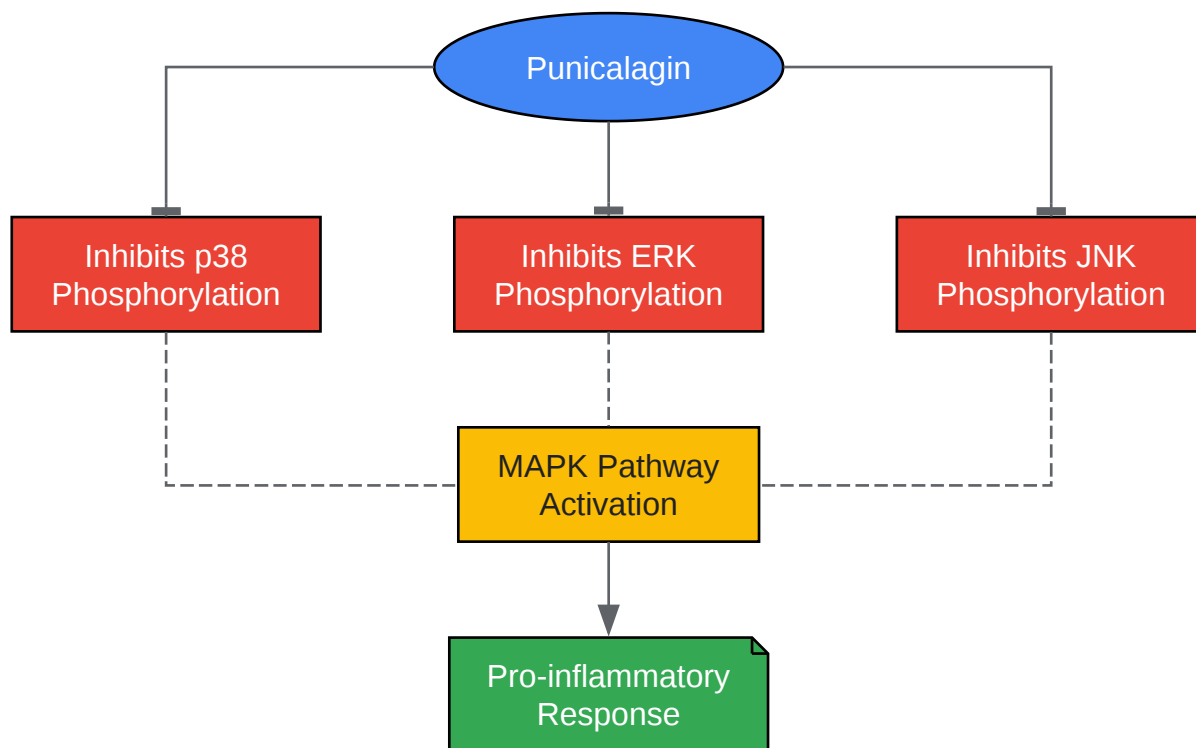 Punicalagin
Inhibits p38
Phosphorylation
Inhibits ERK
Phosphorylation
Inhibits JNK
Phosphorylation
MAPK Pathway
Activation
Pro-inflammatory
Response